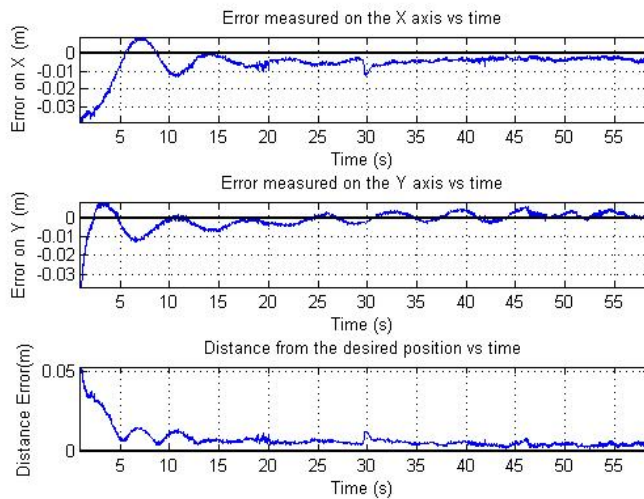 Error measured on the X axis vs time
Error on X (m)
0
-0.01
-0.03
5 10 15 20 25 30 35 40 45 50 55
Time (s)
Error measured on the Y axis vs time
Error on Y (m)
0
-0.01
-0.03
5 10 15 20 25 30 35 40 45 50 55
Time (s)
Distance from the desired position vs time
Distance Error(m)
0.05
0
5 10 15 20 25 30 35 40 45 50 55
Time (s)